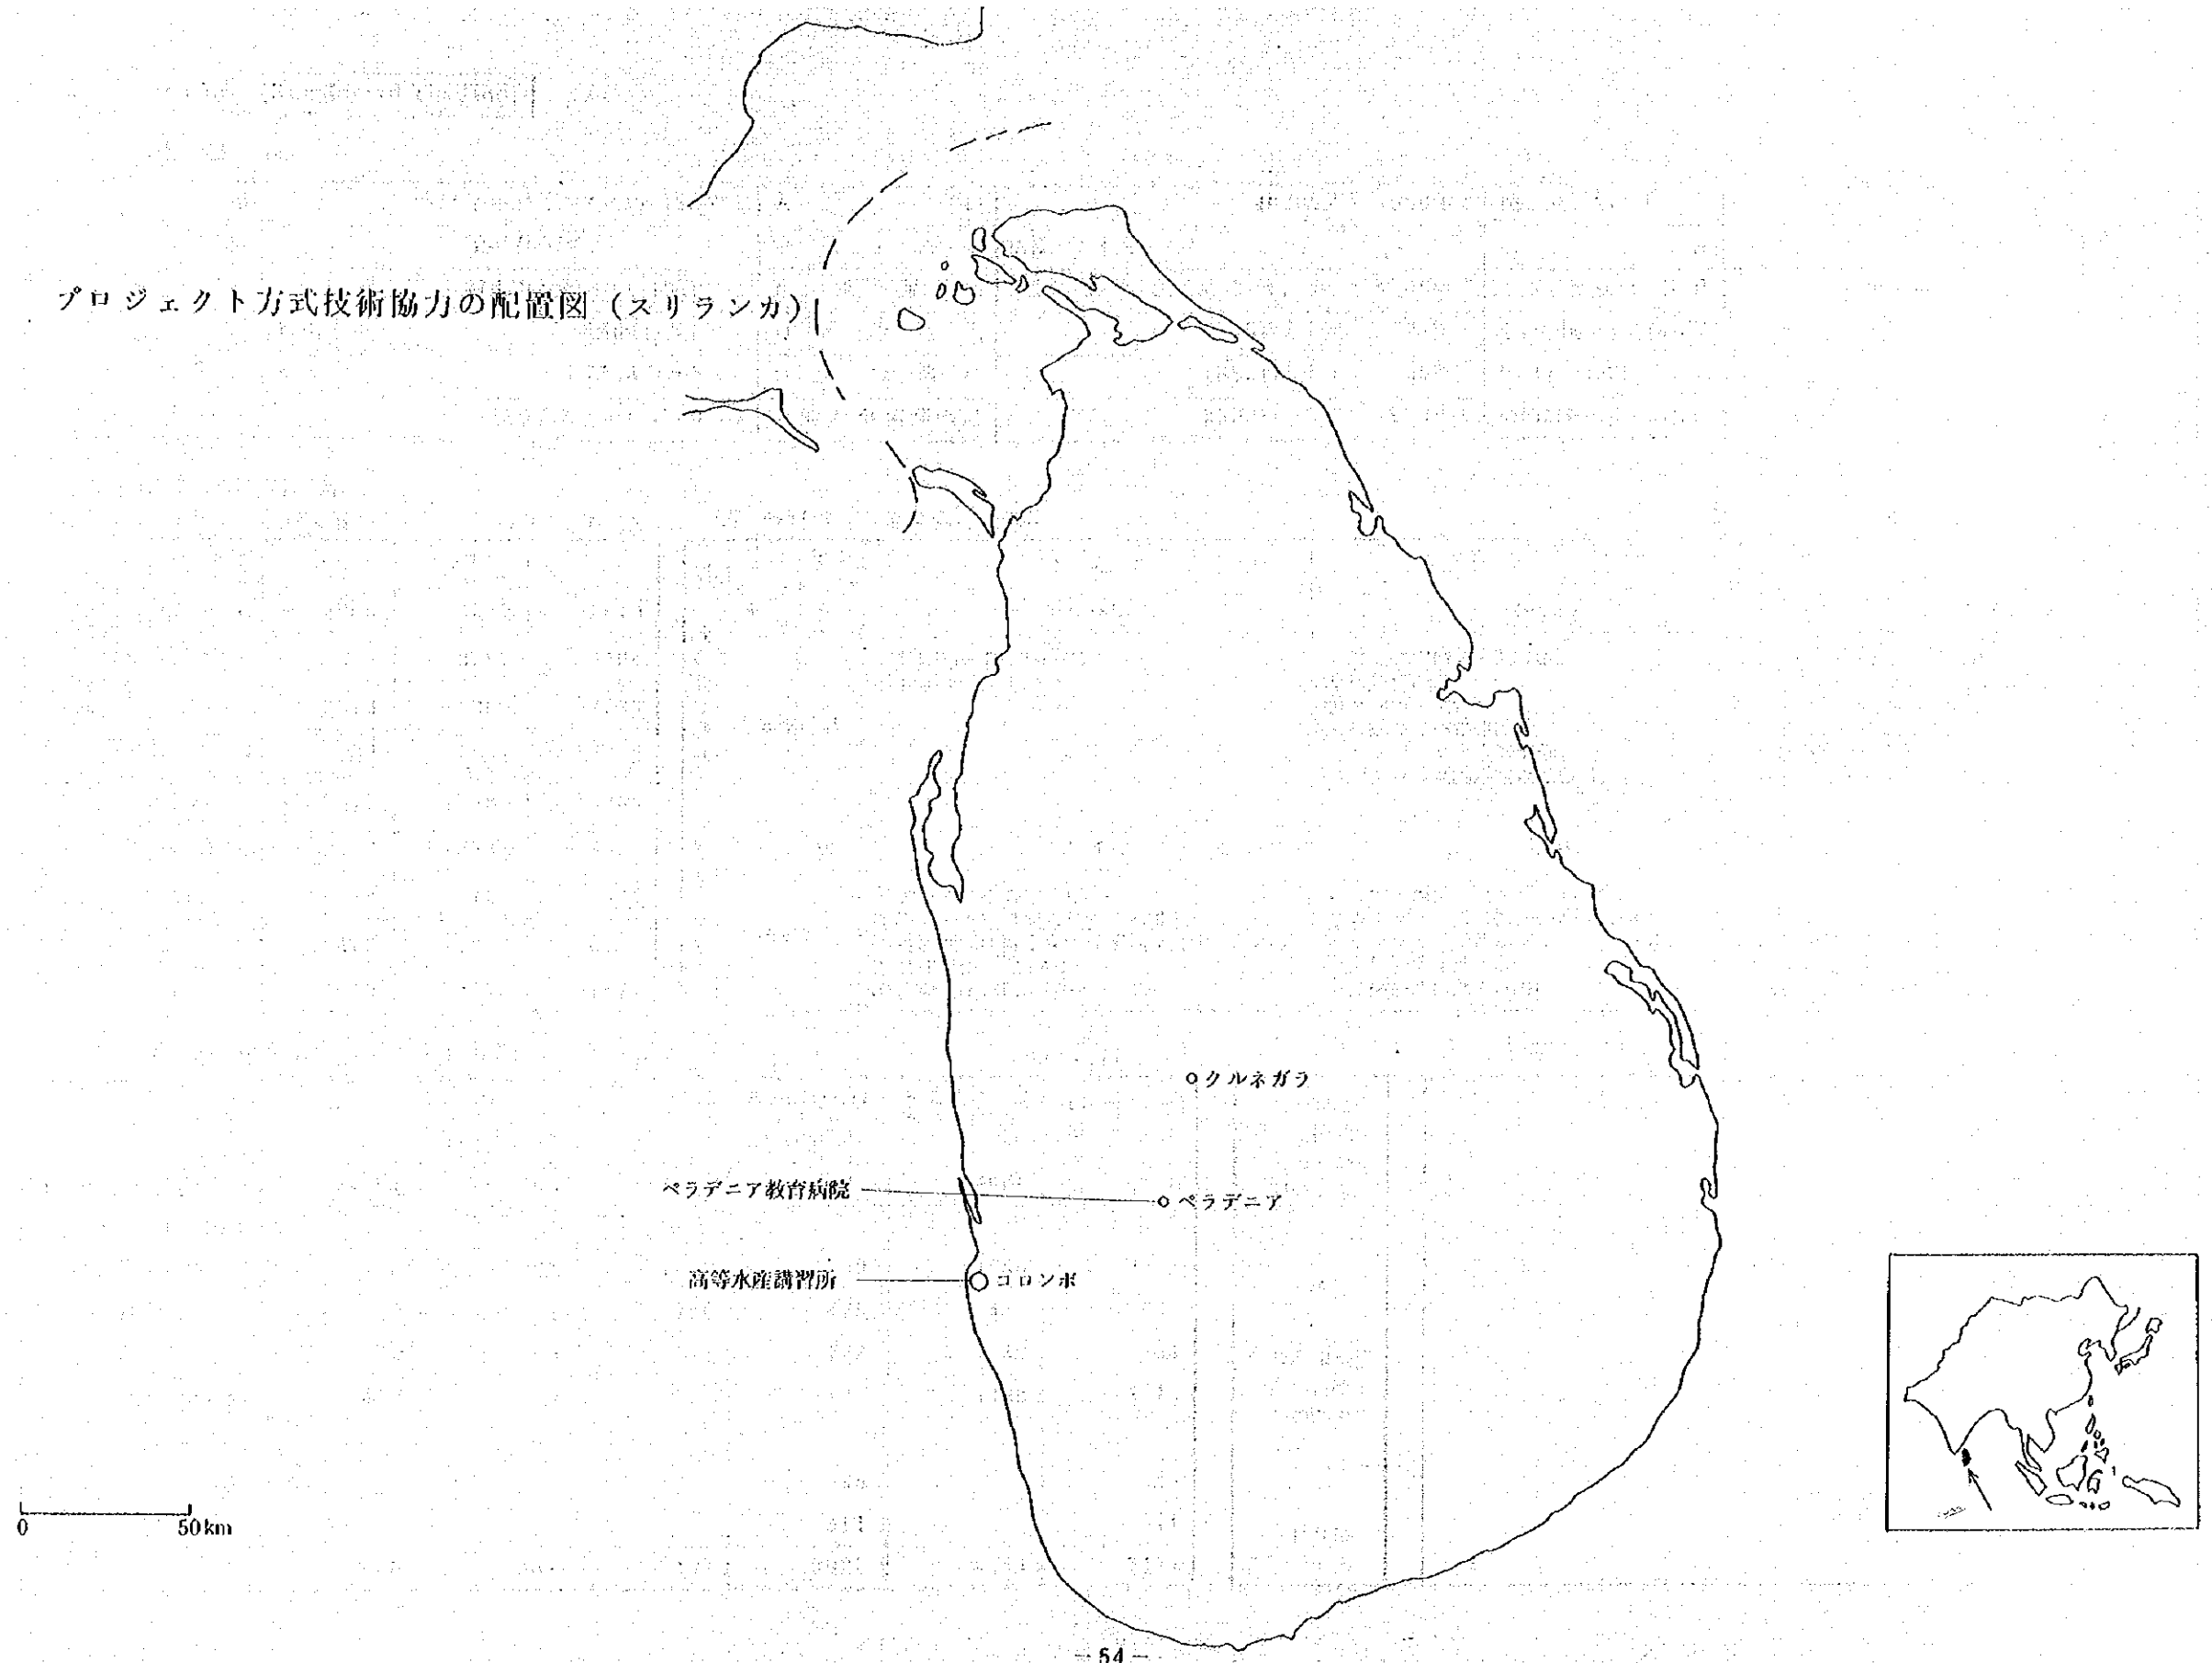 プロジェクト方式技術協力の配置図（スリランカ）
クルネガラ
ペラデニア教育病院
ペラデニア
高等水産講習所
コロンボ
0 50km
－54－